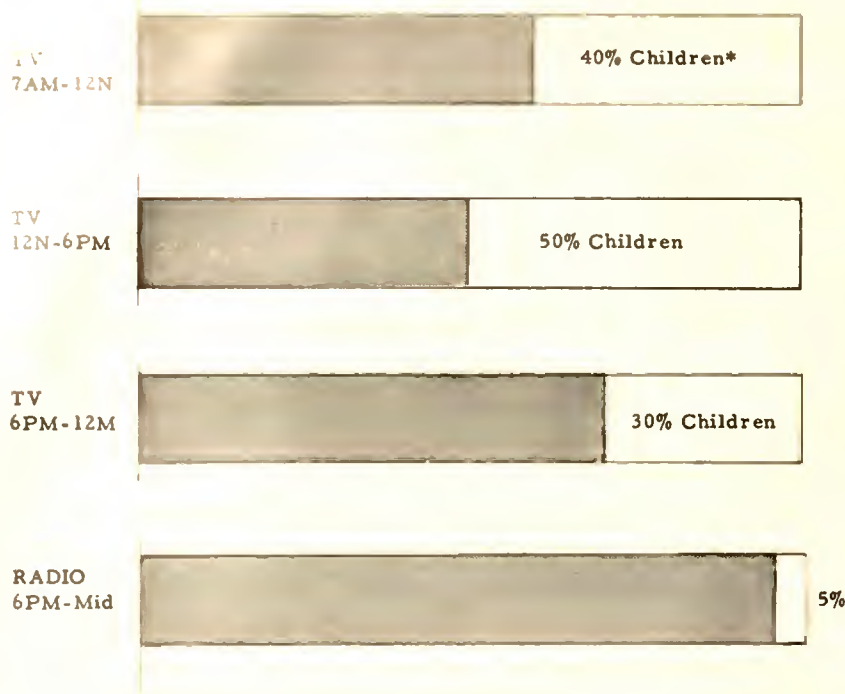 TV
7AM-12N
40% Children*
TV
12N-6PM
50% Children
TV
6PM-12M
30% Children
RADIO
6PM-Mid
5%